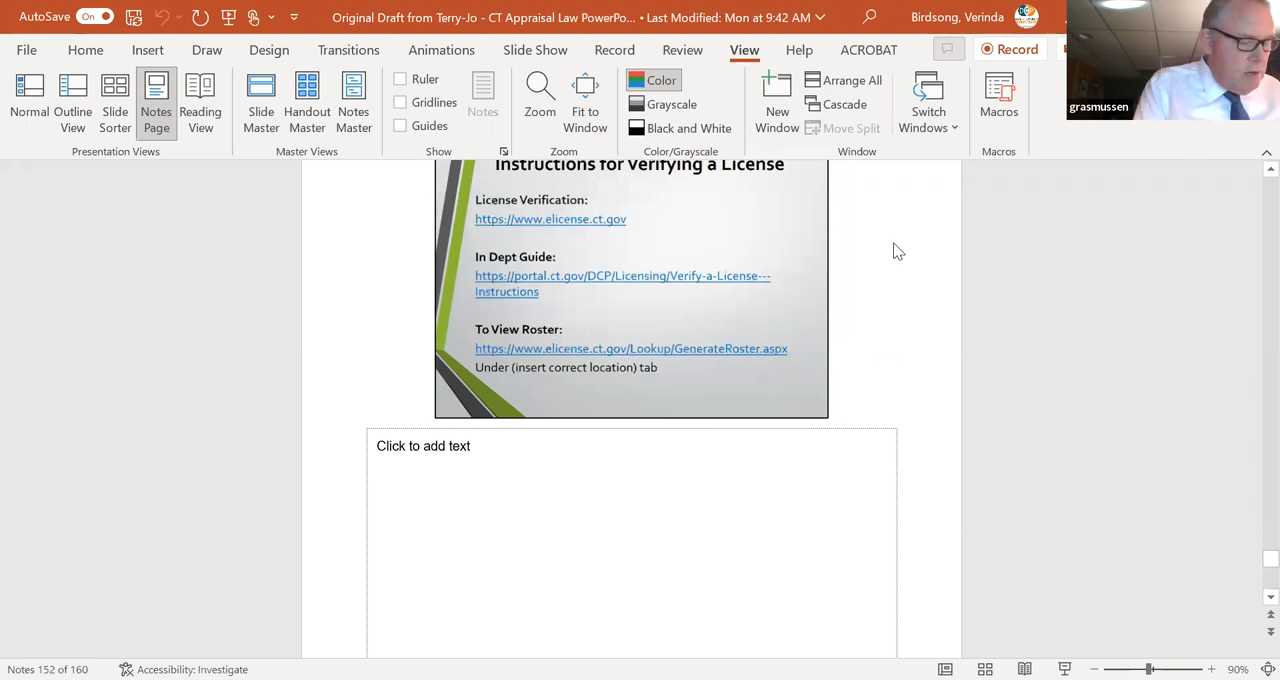 AutoSave On Original Draft from Terry-Jo - CT Appraisal Law PowerPo... • Last Modified: Mon at 9:42 AM Birdsong, Verinda
File Home Insert Draw Design Transitions Animations Slide Show Record Review View Help ACROBAT Record
Normal Outline View Slide Sorter Notes Page Reading View
Presentation Views
Slide Master Handout Master Notes Master
Master Views
Ruler
Gridlines
Guides
Notes
Show
Zoom Fit to Window
Zoom
Color
Grayscale
Black and White
Color/Grayscale
New Window
Arrange All
Cascade
Move Split
Switch Windows
Window
Macros
Macros
grasmussen
Instructions for Verifying a License
License Verification:
https://www.elicense.ct.gov
In Dept Guide:
https://portal.ct.gov/DCP/Licensing/Verify-a-License---
Instructions
To View Roster:
https://www.elicense.ct.gov/Lookup/GenerateRoster.aspx
Under (insert correct location) tab
Click to add text
Notes 152 of 160 Accessibility: Investigate 90%